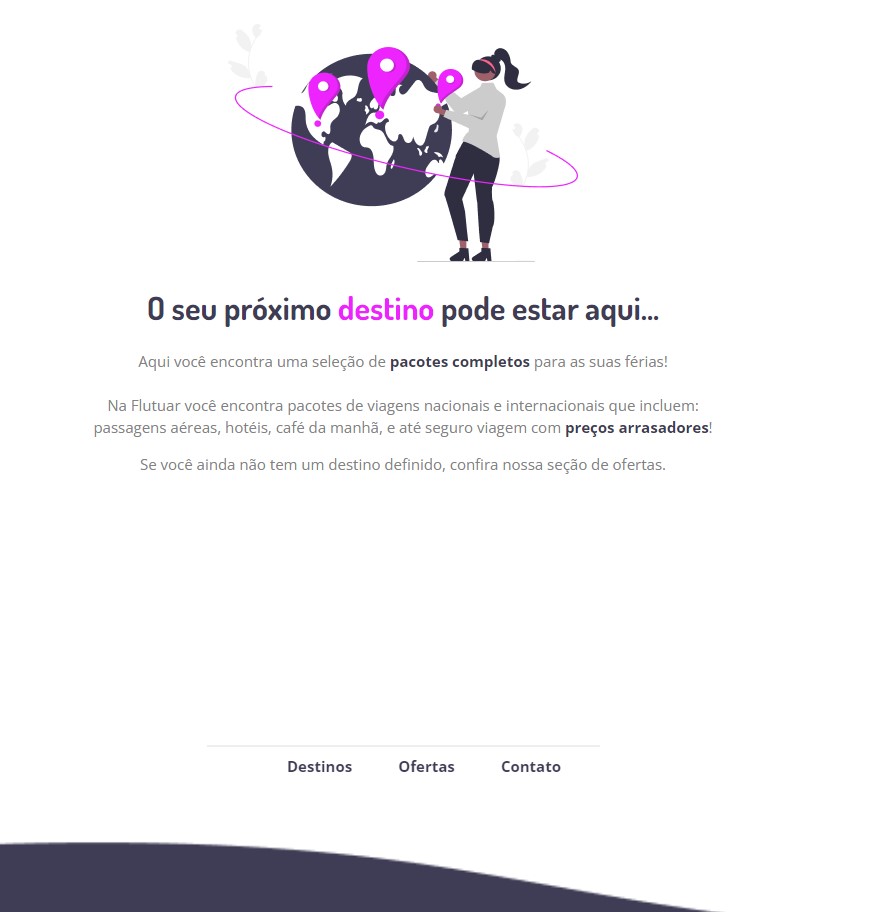 O seu próximo destino pode estar aqui...
Aqui você encontra uma seleção de pacotes completos para as suas férias!
Na Flutuar você encontra pacotes de viagens nacionais e internacionais que incluem:
passagens aéreas, hotéis, café da manhã, e até seguro viagem com preços arrasadores!
Se você ainda não tem um destino definido, confira nossa seção de ofertas.
Destinos Ofertas Contato